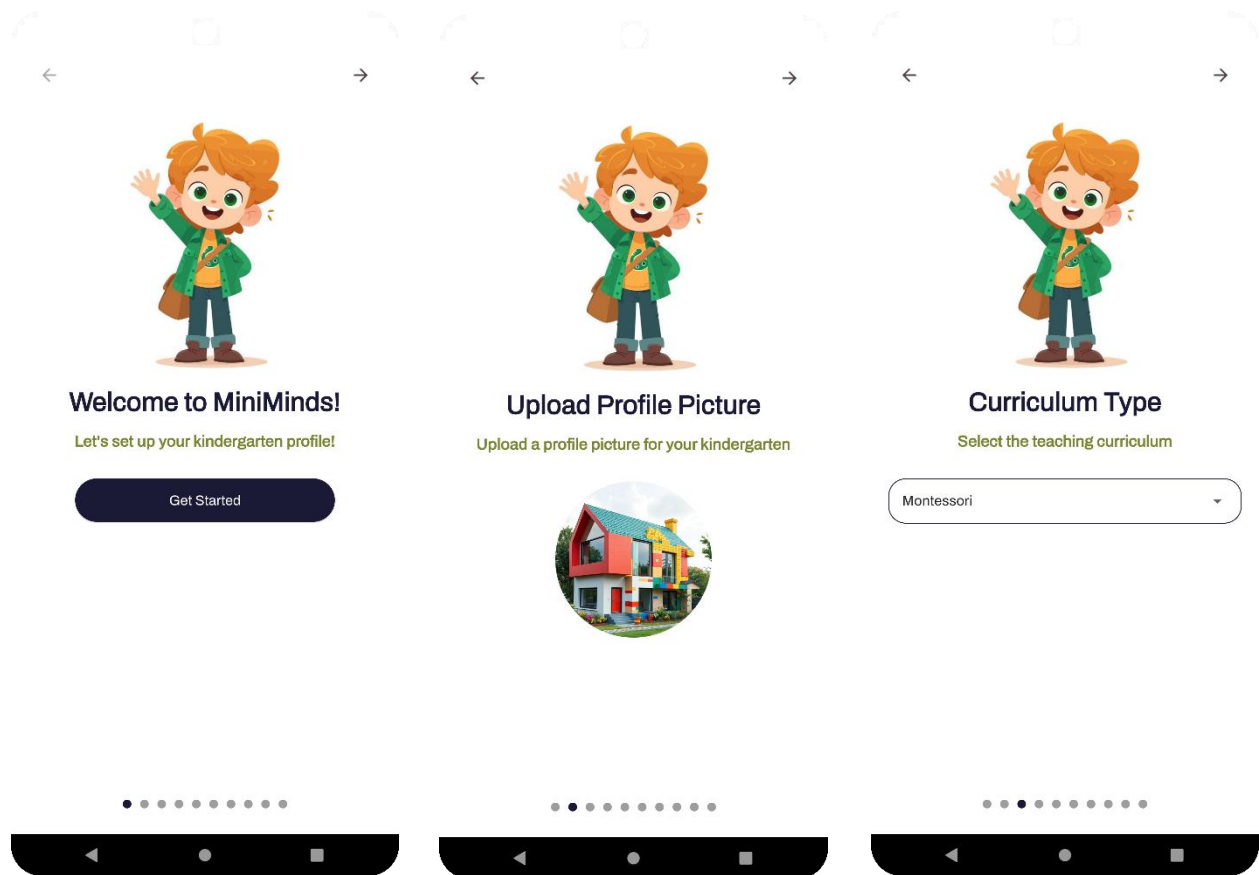 Welcome to MiniMinds!
Let's set up your kindergarten profile!
Get Started
Upload Profile Picture
Upload a profile picture for your kindergarten
Curriculum Type
Select the teaching curriculum
Montessori